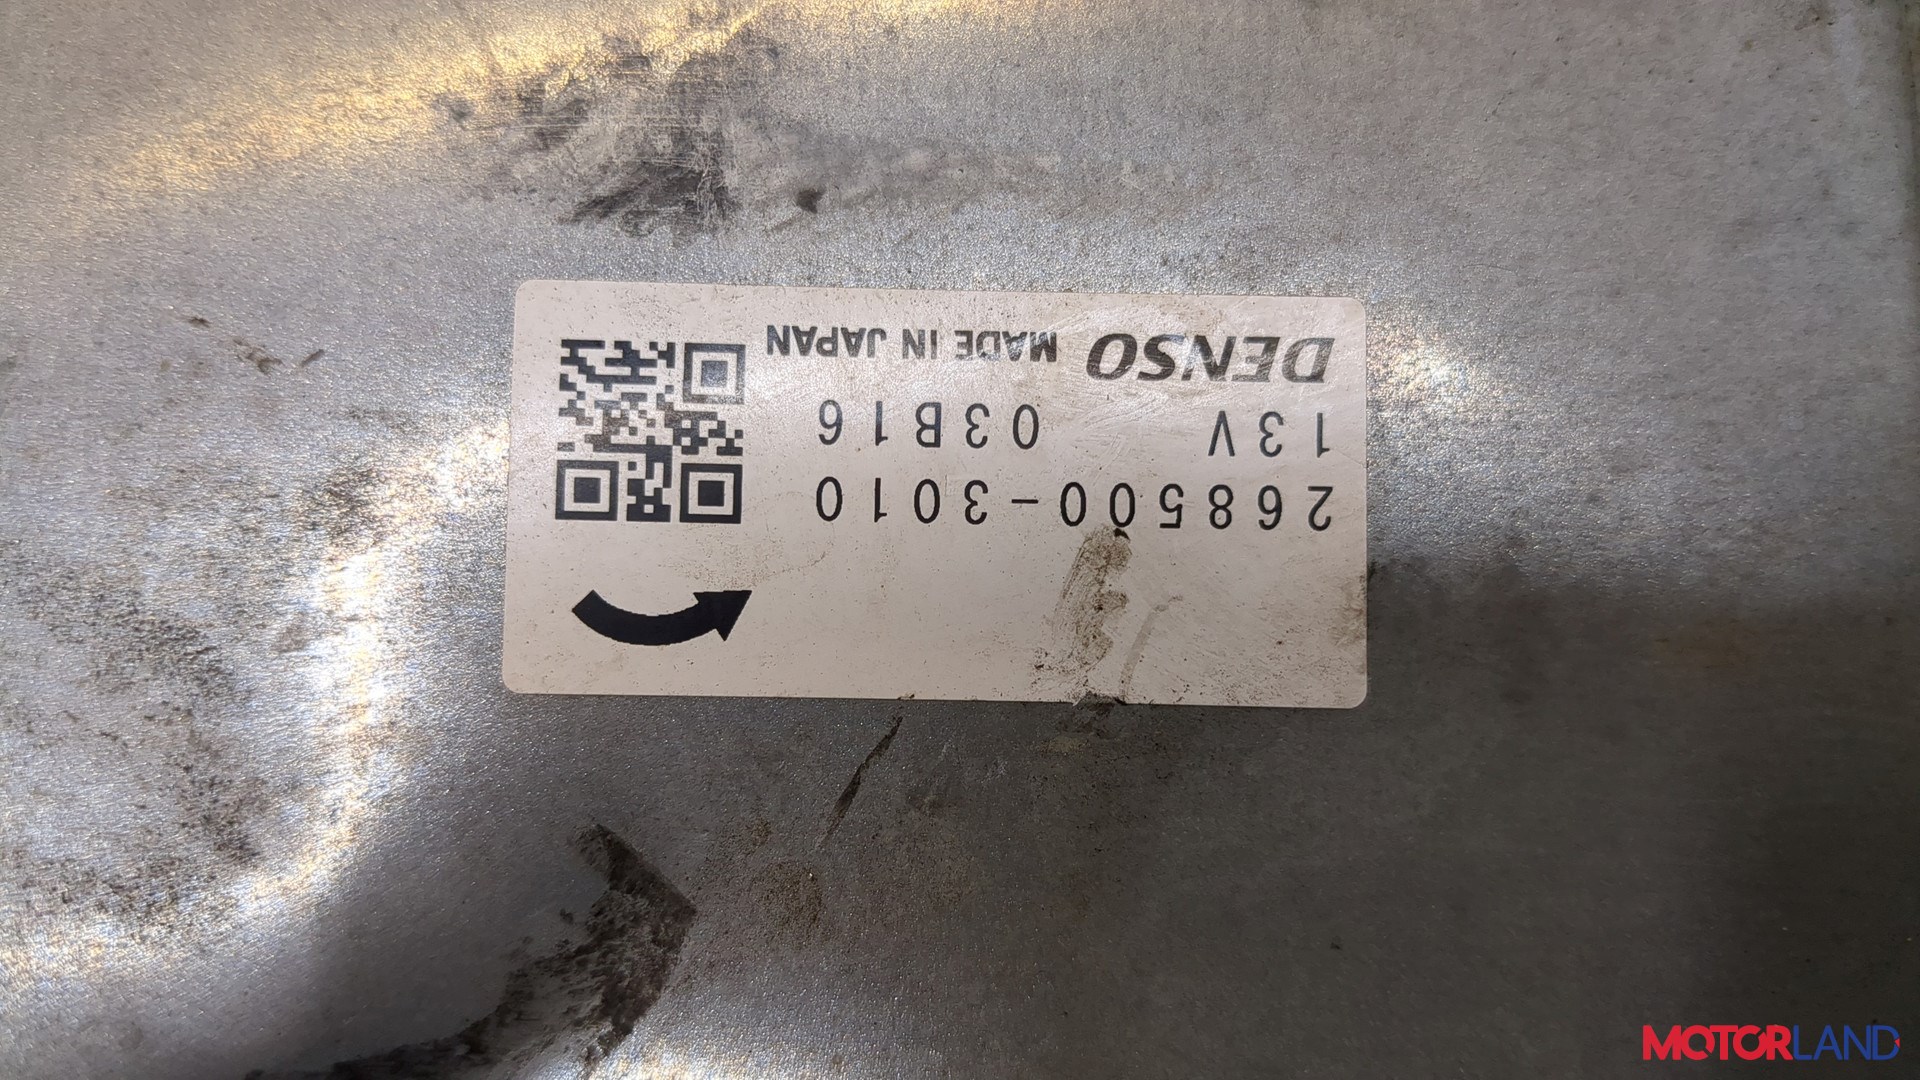 268500-3010
13V 03B16
DENSO MADE IN JAPAN
MOTORLAND